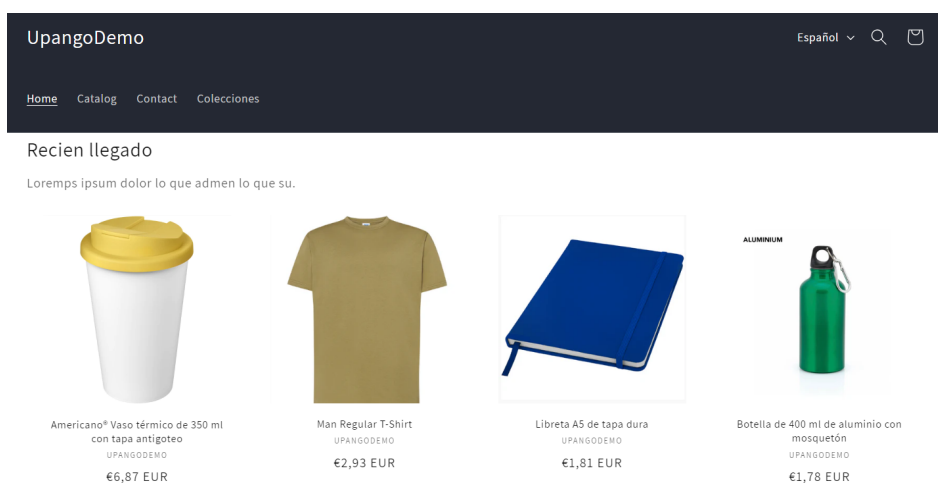 UpangoDemo
Español
Home Catalog Contact Colecciones
Recien llegado
Loremps ipsum dolor lo que admen lo que su.
ALUMINIUM
Americano® Vaso térmico de 350 ml
con tapa antigoteo
UPANGODEMO
€6,87 EUR
Man Regular T-Shirt
UPANGODEMO
€2,93 EUR
Libreta A5 de tapa dura
UPANGODEMO
€1,81 EUR
Botella de 400 ml de aluminio con
mosquetón
UPANGODEMO
€1,78 EUR